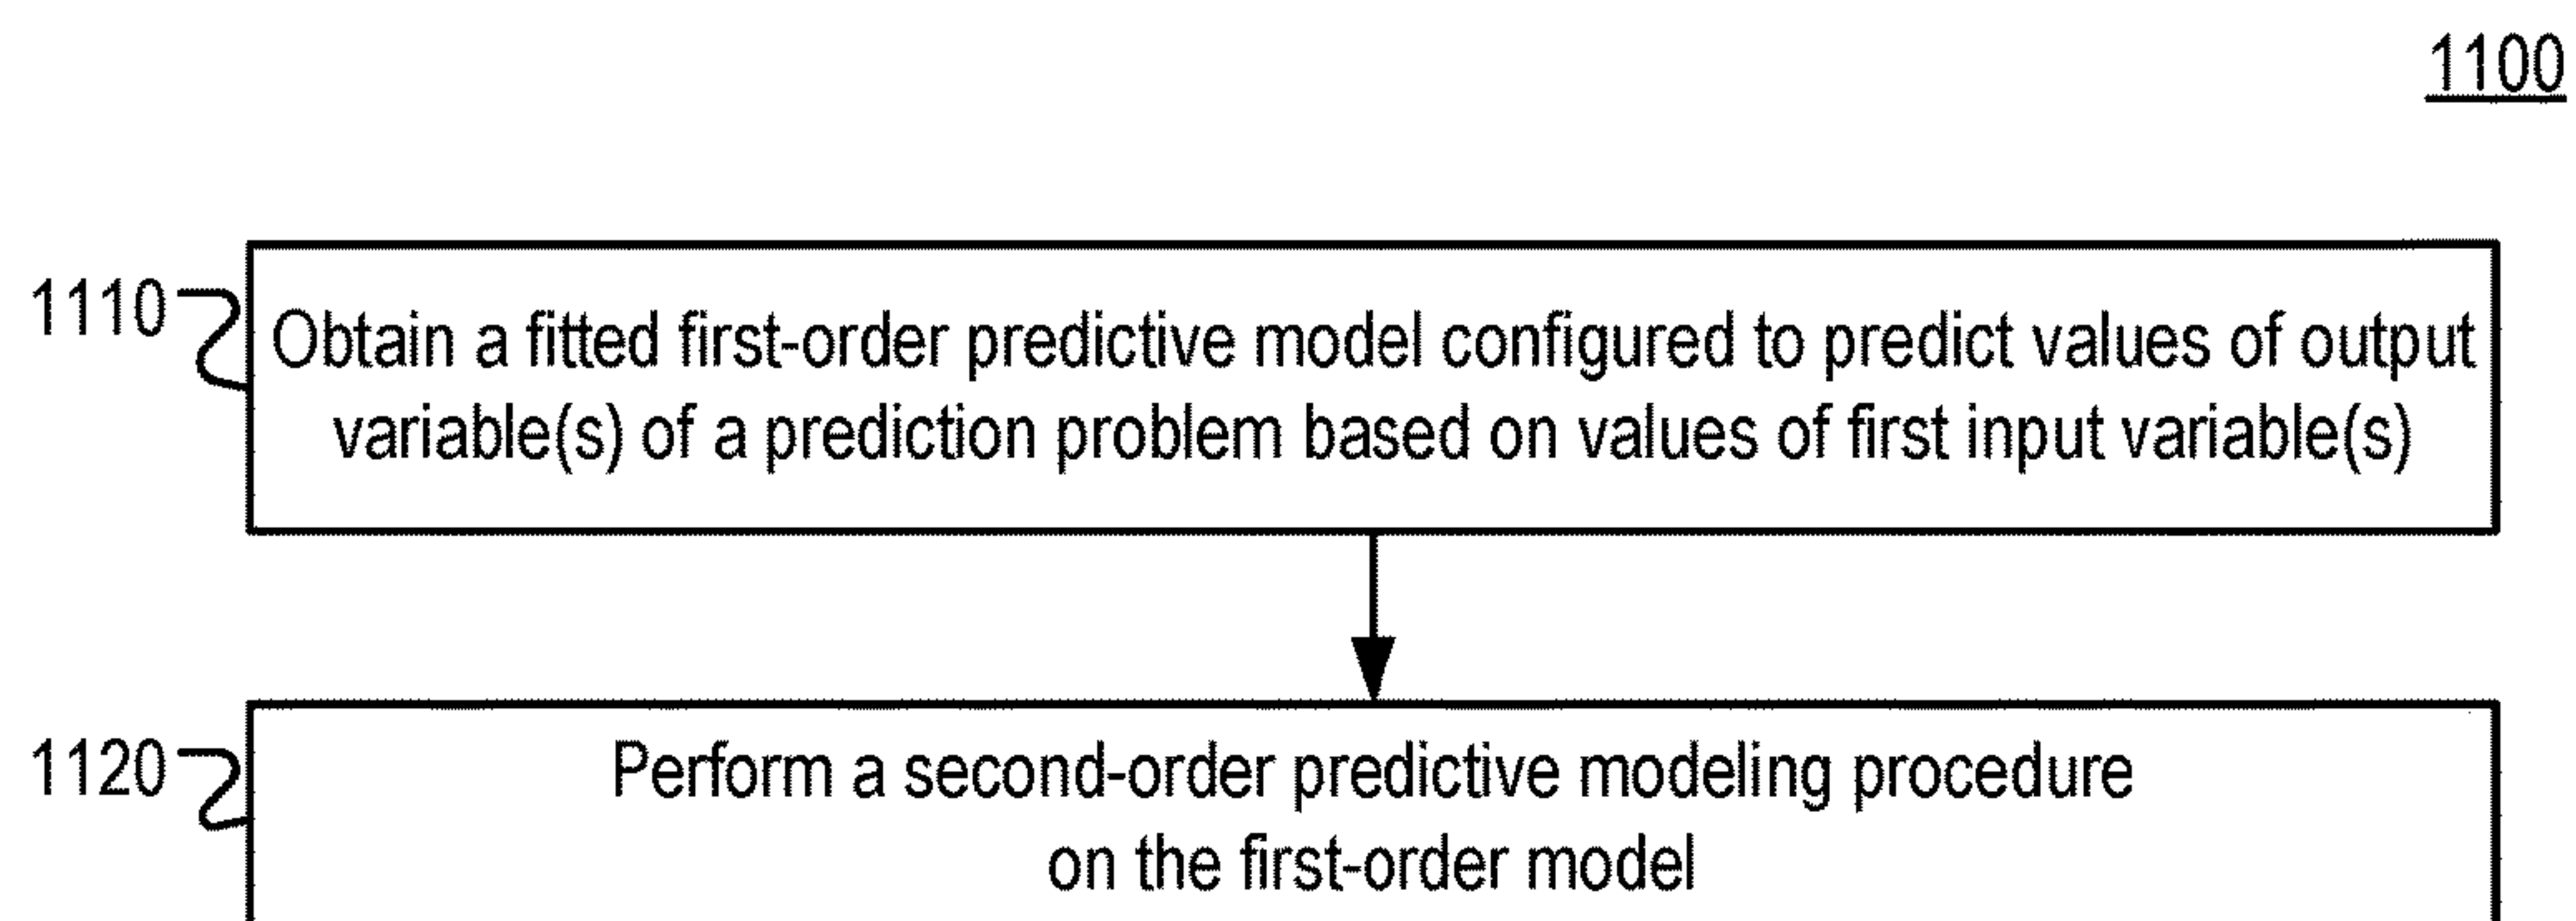 1100
1110
Obtain a fitted first-order predictive model configured to predict values of output
variable(s) of a prediction problem based on values of first input variable(s)
1120
Perform a second-order predictive modeling procedure
on the first-order model